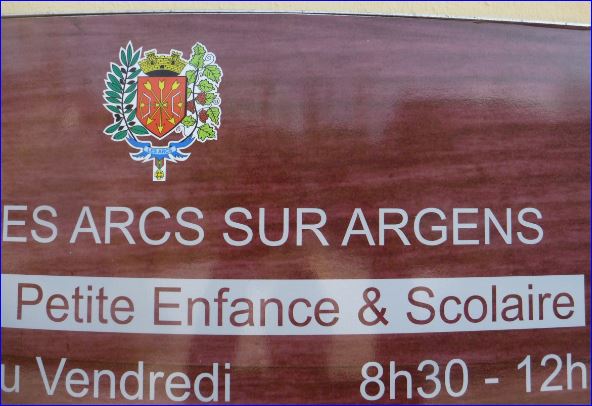 ES ARCS SUR ARGENS
Petite Enfance & Scolaire
u Vendredi 8h30 - 12h